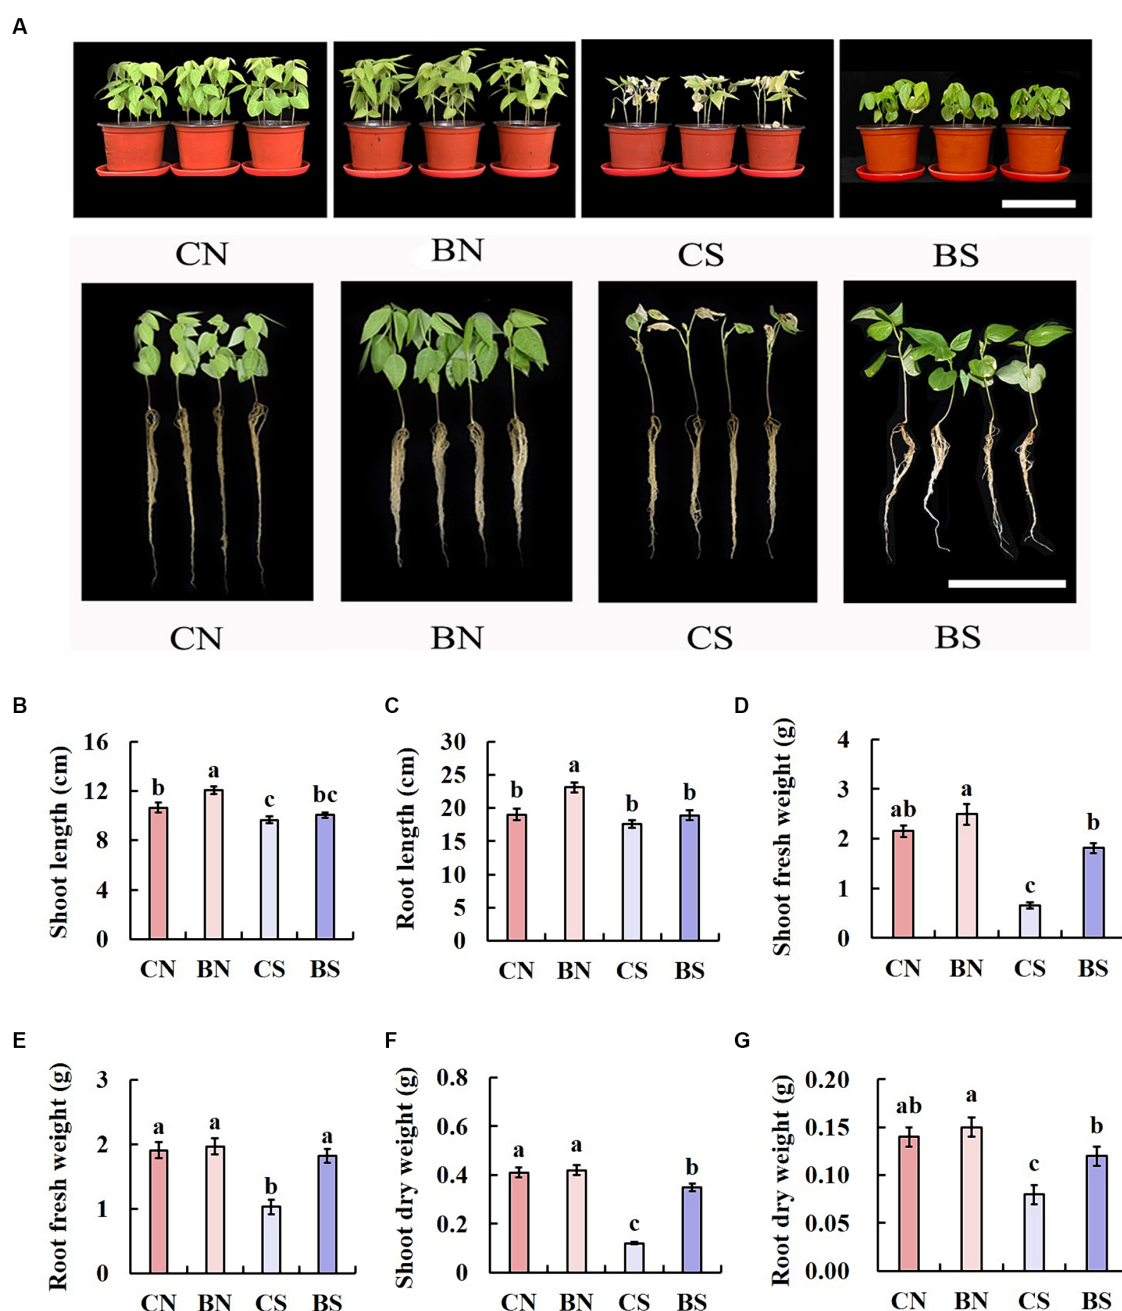 A
CN BN CS BS
CN BN CS BS
B
Shoot length (cm)
16
12
8
4
0
b a c bc
CN BN CS BS
C
Root length (cm)
30
25
20
15
10
5
0
b a b b
CN BN CS BS
D
Shoot fresh weight (g)
4
3
2
1
0
ab a c b
CN BN CS BS
E
Root fresh weight (g)
3
2
1
0
a a b a
CN BN CS BS
F
Shoot dry weight (g)
0.8
0.6
0.4
0.2
0
a a c b
CN BN CS BS
G
Root dry weight (g)
0.20
0.15
0.10
0.05
0.00
ab a c b
CN BN CS BS